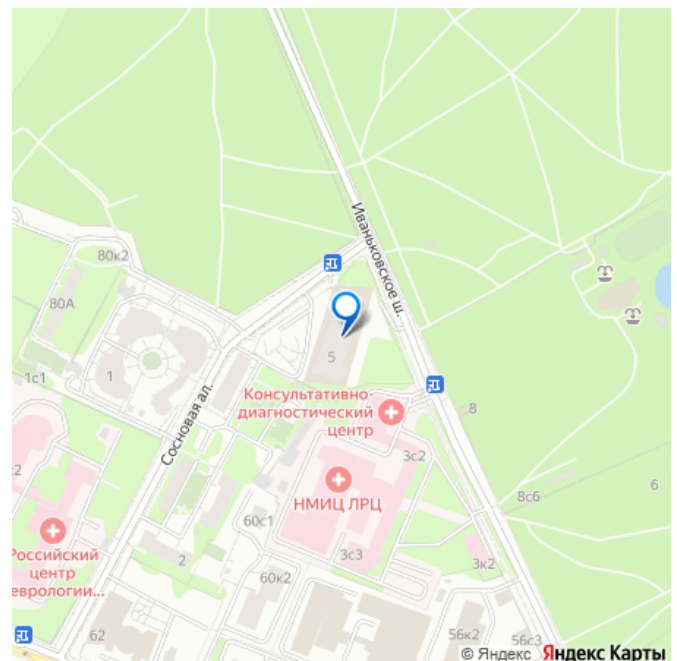 Иваньковское ш.
80к2
80А
5
1
1с1
Сосновая ал.
Консультативно-
диагностический
центр
8
3с2
НМИЦ ЛРЦ
8с6
6
60с1
Российский
центр
еврологии...
2
3с3
3к2
60к2
62
56к2
56с3
© Яндекс Яндекс Карты